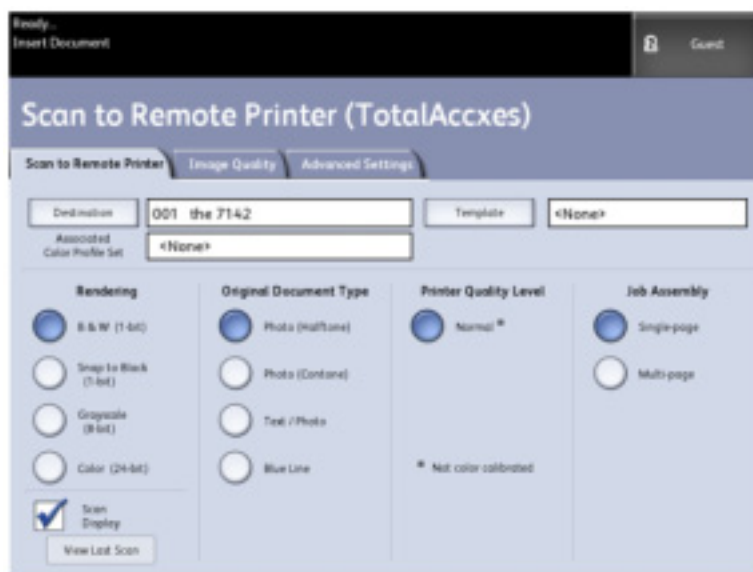 Ready...
Insert Document
Guest
Scan to Remote Printer (TotalAccxes)
Scan to Remote Printer
Image Quality
Advanced Settings
Destination
001 the 7142
Template
<None>
Associated
Color Profile Set
<None>
Rendering
B & W (1-bit)
Snap to Black
(1-bit)
Grayscale
(8-bit)
Color (24-bit)
Scan
Display
View Last Scan
Original Document Type
Photo (Halftone)
Photo (Contone)
Text / Photo
Blue Line
Printer Quality Level
Normal *
* Not color calibrated
Job Assembly
Single-page
Multi-page